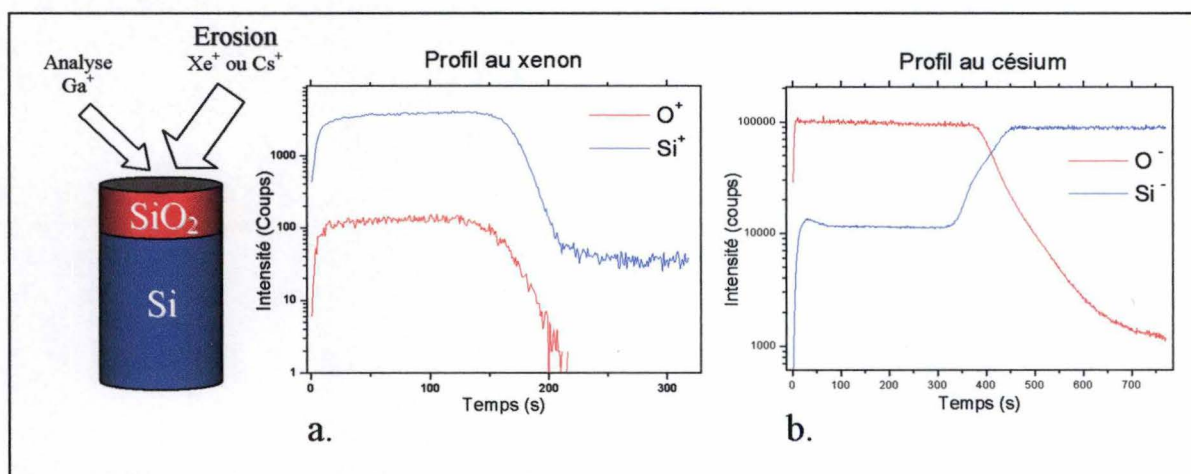 Analyse
Ga+
Erosion
Xe+ ou Cs+
SiO2
Si
Profil au xenon
O+
Si+
Intensité (Coups)
1000
100
10
1
0
100
200
300
Temps (s)
a.
Profil au césium
O-
Si-
Intensité (coups)
100000
10000
1000
0
100
200
300
400
500
600
700
Temps (s)
b.